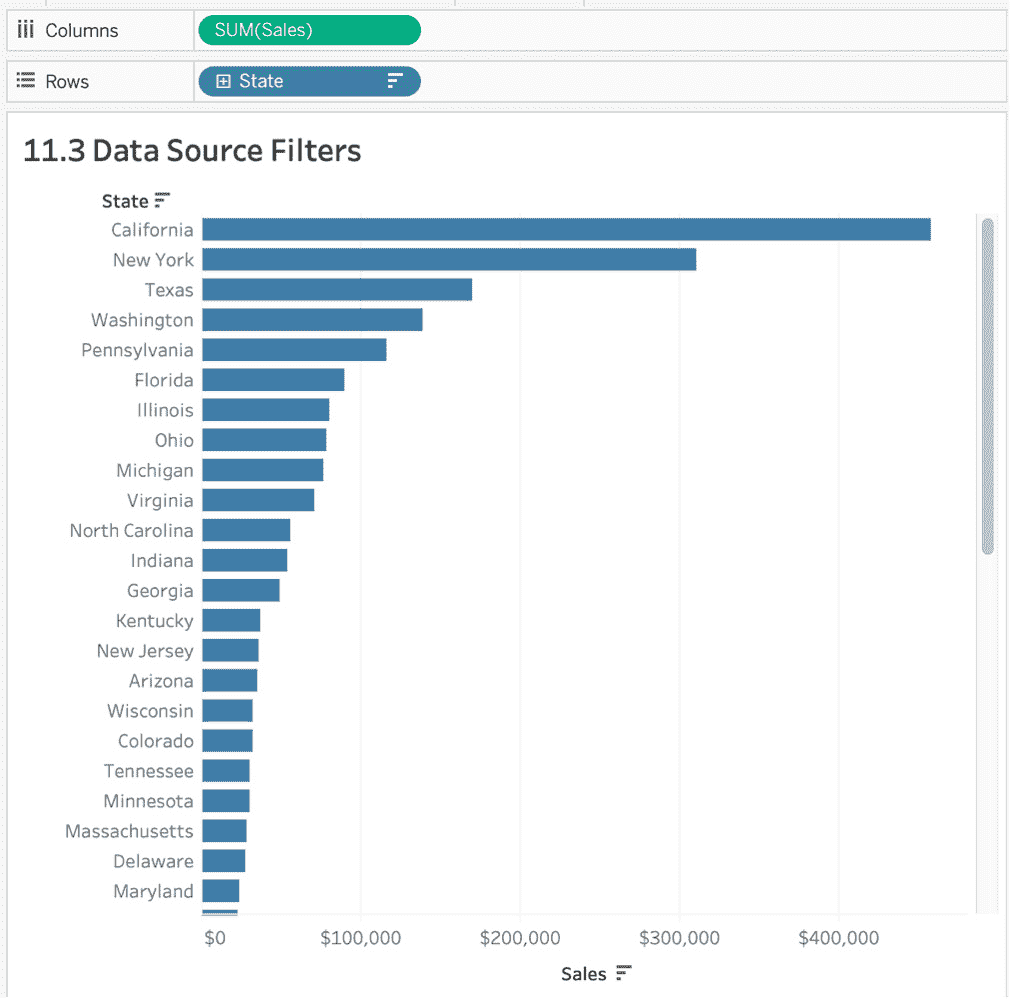 Columns
SUM(Sales)
Rows
State
11.3 Data Source Filters
State
California
New York
Texas
Washington
Pennsylvania
Florida
Illinois
Ohio
Michigan
Virginia
North Carolina
Indiana
Georgia
Kentucky
New Jersey
Arizona
Wisconsin
Colorado
Tennessee
Minnesota
Massachusetts
Delaware
Maryland
$0 $100,000 $200,000 $300,000 $400,000
Sales